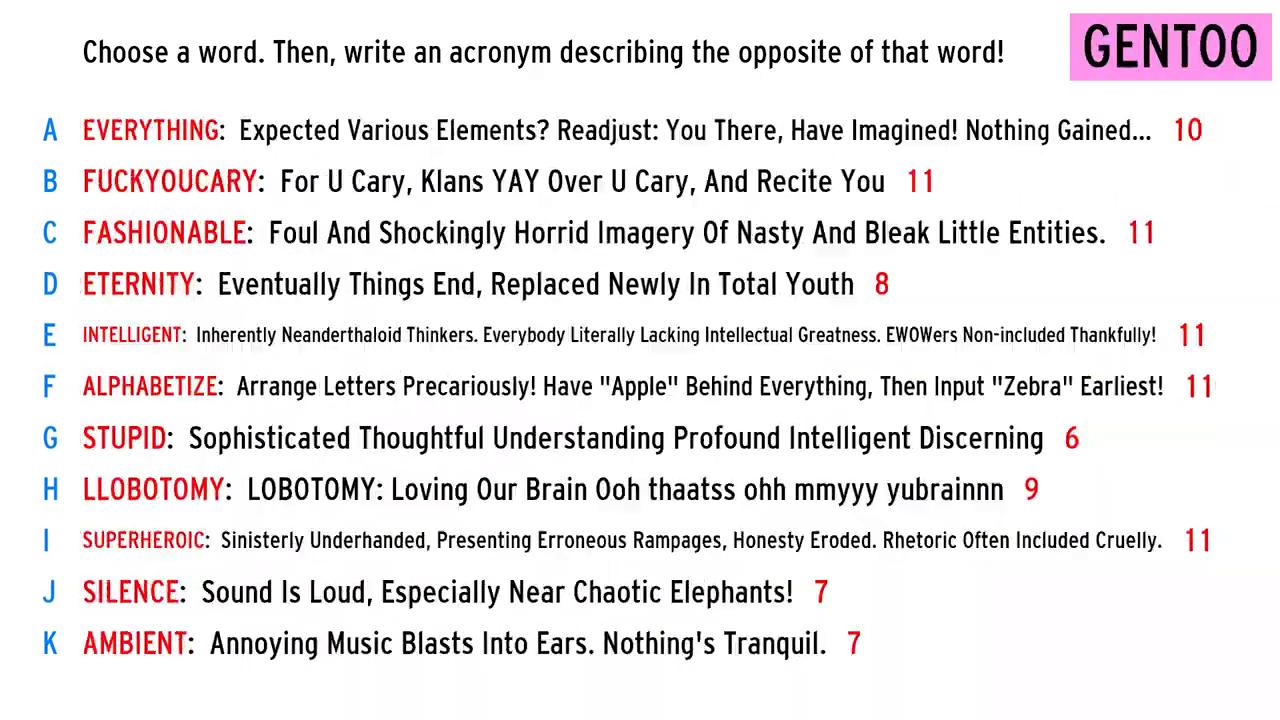 Choose a word. Then, write an acronym describing the opposite of that word!
GENTOO
A EVERYTHING: Expected Various Elements? Readjust: You There, Have Imagined! Nothing Gained... 10
B FUCKYOUCARY: For U Cary, Klans YAY Over U Cary, And Recite You 11
C FASHIONABLE: Foul And Shockingly Horrid Imagery Of Nasty And Bleak Little Entities. 11
D ETERNITY: Eventually Things End, Replaced Newly In Total Youth 8
E INTELLIGENT: Inherently Neanderthaloid Thinkers. Everybody Literally Lacking Intellectual Greatness. EWOWers Non-included Thankfully! 11
F ALPHABETIZE: Arrange Letters Precariously! Have "Apple" Behind Everything, Then Input "Zebra" Earliest! 11
G STUPID: Sophisticated Thoughtful Understanding Profound Intelligent Discerning 6
H LLOBOTOMY: LOBOTOMY: Loving Our Brain Ooh thaatss ohh mmyyy yubrainnn 9
I SUPERHEROIC: Sinisterly Underhanded, Presenting Erroneous Rampages, Honesty Eroded. Rhetoric Often Included Cruelly. 11
J SILENCE: Sound Is Loud, Especially Near Chaotic Elephants! 7
K AMBIENT: Annoying Music Blasts Into Ears. Nothing's Tranquil. 7